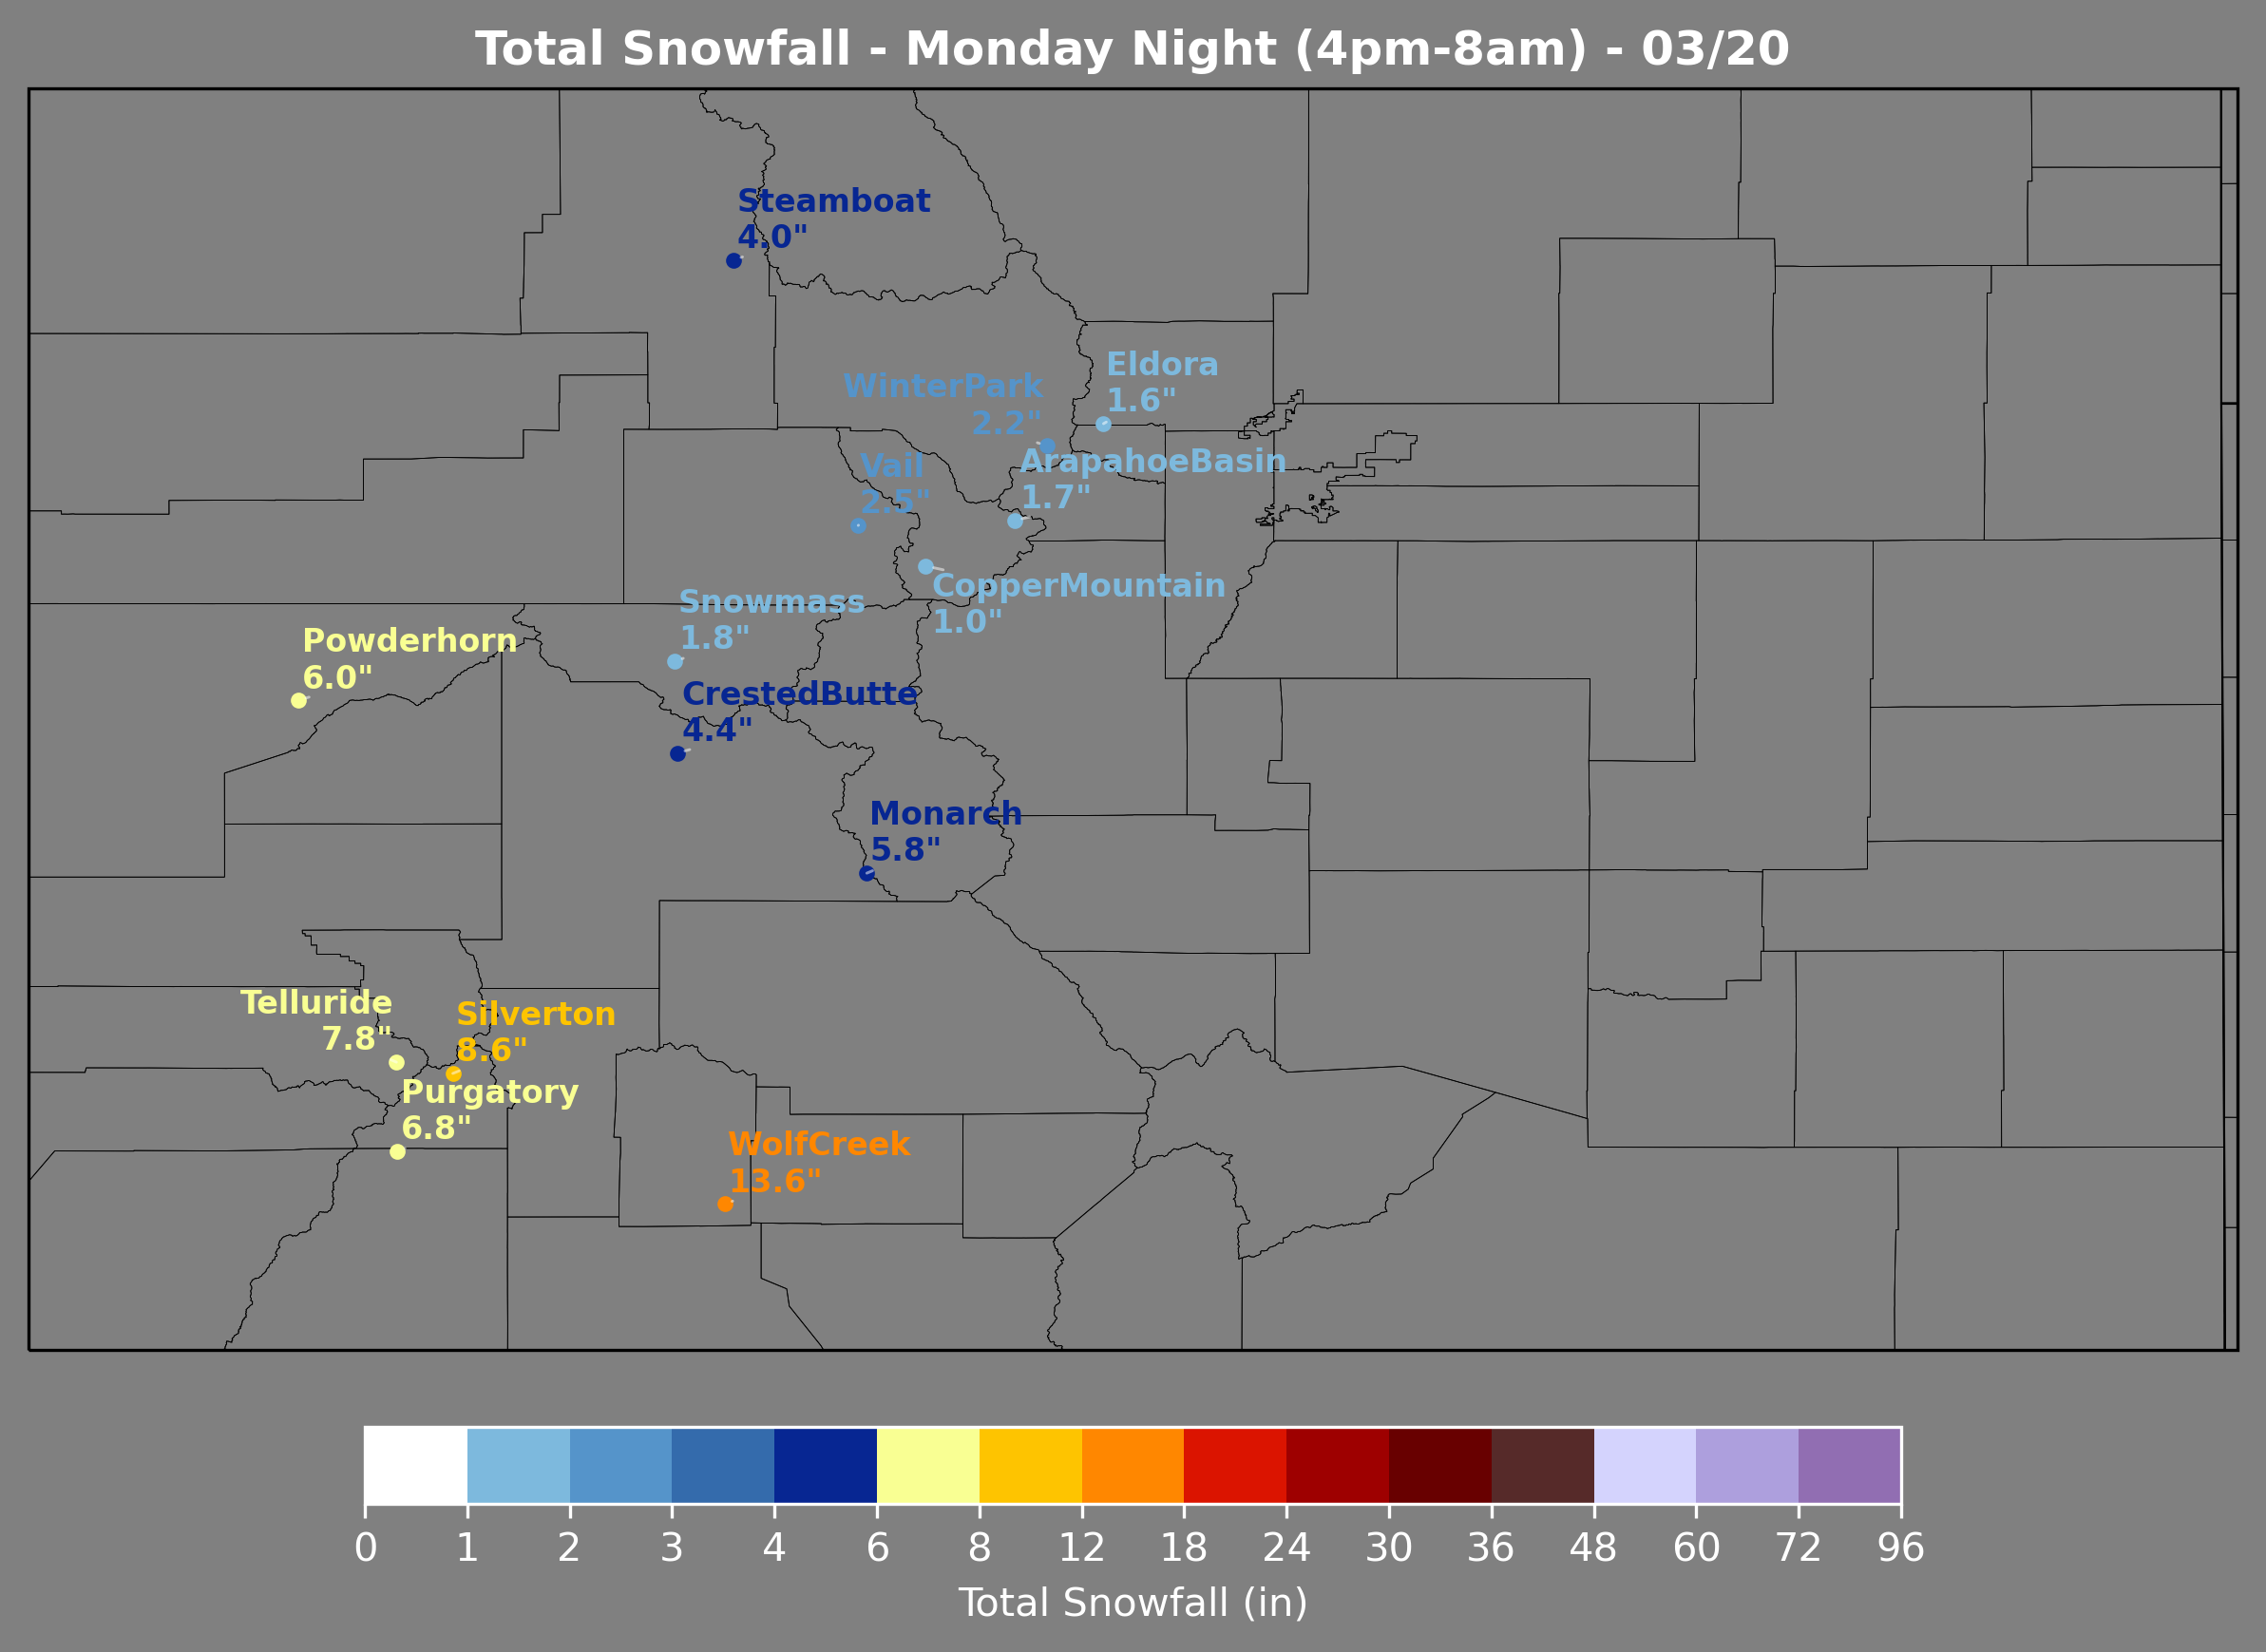 Total Snowfall - Monday Night (4pm-8am) - 03/20
Steamboat
4.0"
Eldora
1.6"
WinterPark
2.2"
ArapahoeBasin
1.7"
Vail
2.5"
CopperMountain
1.0"
Snowmass
1.8"
Powderhorn
6.0"
CrestedButte
4.4"
Monarch
5.8"
Telluride
7.8"
Silverton
8.6"
Purgatory
6.8"
WolfCreek
13.6"
0 1 2 3 4 6 8 12 18 24 30 36 48 60 72 96
Total Snowfall (in)